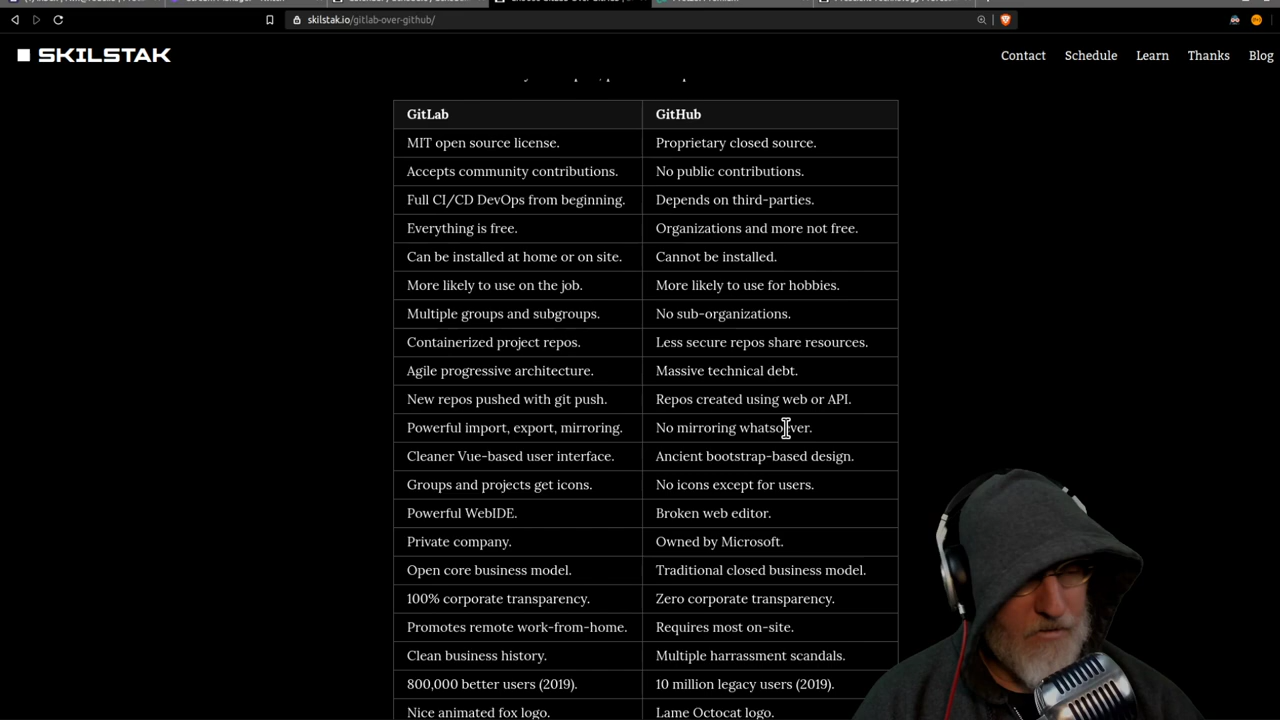 skilstak.io/gitlab-over-github/
SKILSTAK
Contact Schedule Learn Thanks Blog
GitLab GitHub
MIT open source license. Proprietary closed source.
Accepts community contributions. No public contributions.
Full CI/CD DevOps from beginning. Depends on third-parties.
Everything is free. Organizations and more not free.
Can be installed at home or on site. Cannot be installed.
More likely to use on the job. More likely to use for hobbies.
Multiple groups and subgroups. No sub-organizations.
Containerized project repos. Less secure repos share resources.
Agile progressive architecture. Massive technical debt.
New repos pushed with git push. Repos created using web or API.
Powerful import, export, mirroring. No mirroring whatsoever.
Cleaner Vue-based user interface. Ancient bootstrap-based design.
Groups and projects get icons. No icons except for users.
Powerful WebIDE. Broken web editor.
Private company. Owned by Microsoft.
Open core business model. Traditional closed business model.
100% corporate transparency. Zero corporate transparency.
Promotes remote work-from-home. Requires most on-site.
Clean business history. Multiple harrassment scandals.
800,000 better users (2019). 10 million legacy users (2019).
Nice animated fox logo. Lame Octocat logo.